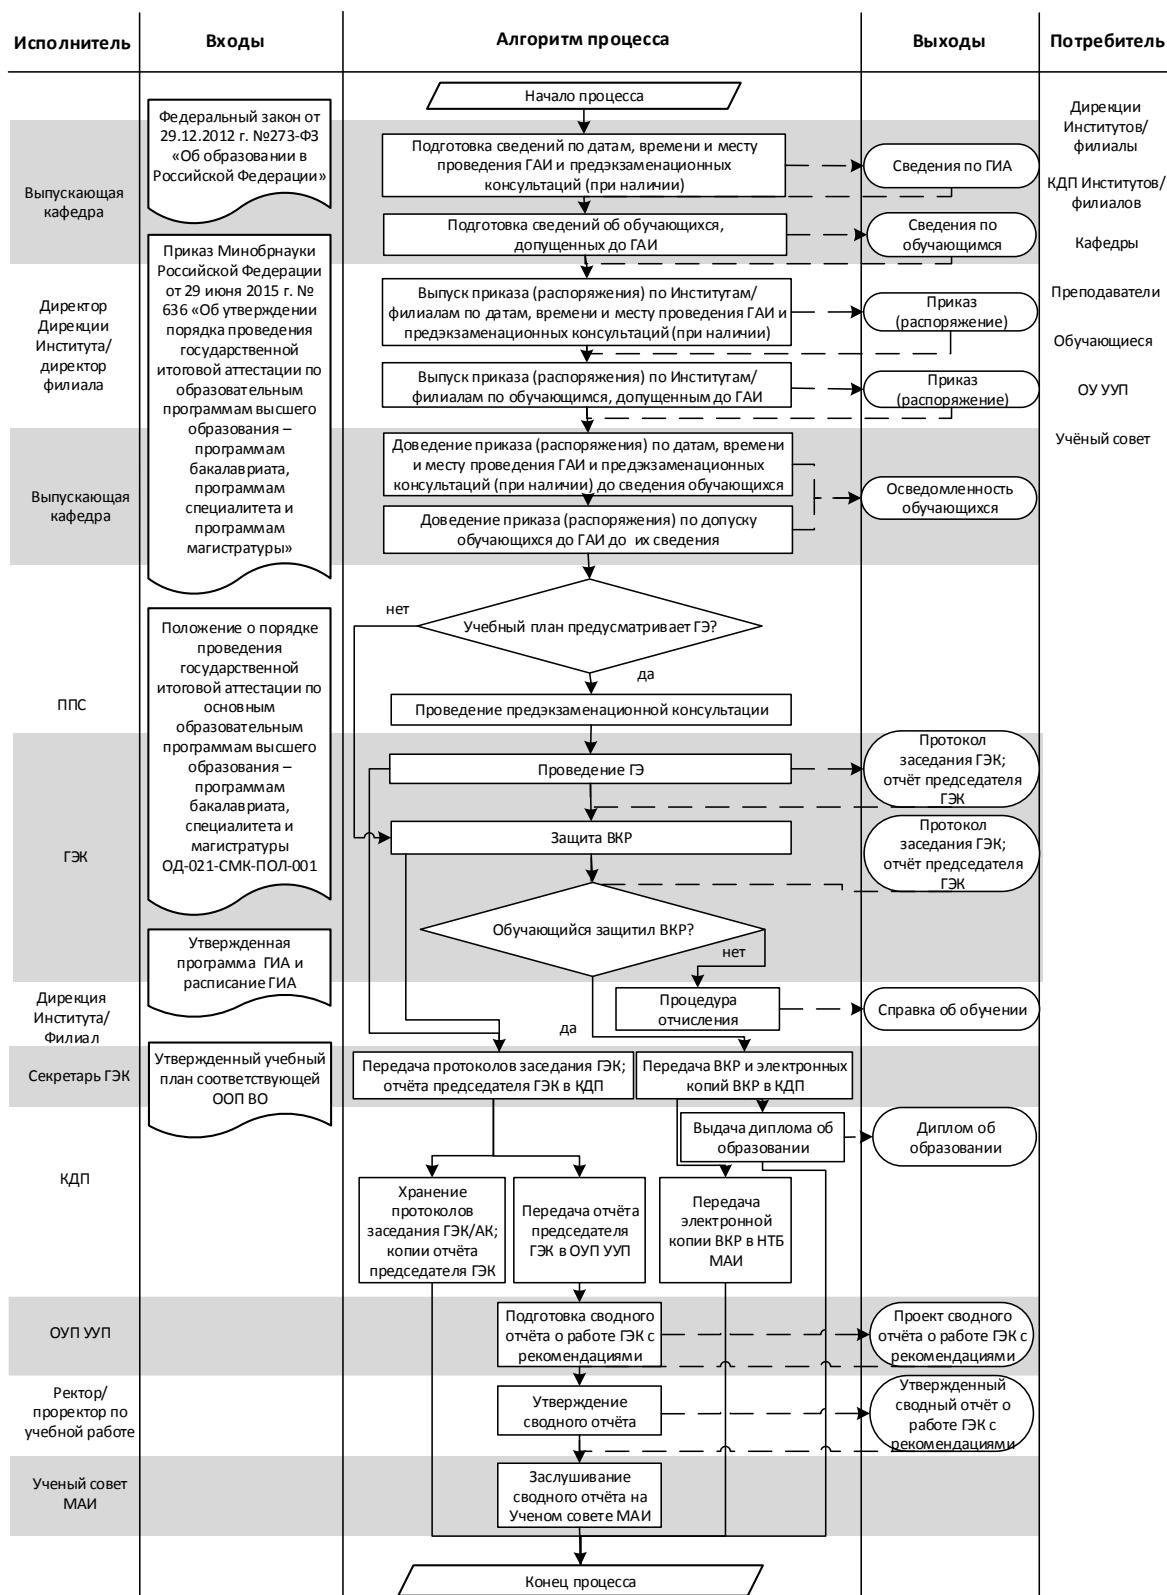 Исполнитель
Входы
Алгоритм процесса
Выходы
Потребитель
Начало процесса
Федеральный закон от
29.12.2012 г. №273-ФЗ
«Об образовании в
Российской Федерации»
Дирекции
Институтов/
филиалы
Выпускающая
кафедра
Подготовка сведений по датам, времени и месту
проведения ГАИ и предэкзаменационных
консультаций (при наличии)
Сведения по ГИА
КДП Институтов/
филиалов
Подготовка сведений об обучающихся,
допущенных до ГАИ
Сведения по
обучающимся
Кафедры
Приказ Минобрнауки
Российской Федерации
от 29 июня 2015 г. №
636 «Об утверждении
порядка проведения
государственной
итоговой аттестации по
образовательным
программам высшего
образования –
программам
бакалавриата,
программам
специалитета и
программам
магистратуры»
Директор
Дирекции
Института/
директор
филиала
Выпуск приказа (распоряжения) по Институтам/
филиалам по датам, времени и месту проведения ГАИ и
предэкзаменационных консультаций (при наличии)
Приказ
(распоряжение)
Преподаватели
Обучающиеся
Выпуск приказа (распоряжения) по Институтам/
филиалам по обучающимся, допущенным до ГАИ
Приказ
(распоряжение)
ОУ УУП
Учёный совет
Выпускающая
кафедра
Доведение приказа (распоряжения) по датам, времени
и месту проведения ГАИ и предэкзаменационных
консультаций (при наличии) до сведения обучающихся
Осведомленность
обучающихся
Доведение приказа (распоряжения) по допуску
обучающихся до ГАИ до их сведения
нет
Учебный план предусматривает ГЭ?
да
Положение о порядке
проведения
государственной
итоговой аттестации по
основным
образовательным
программам высшего
образования –
программам
бакалавриата,
специалитета и
магистратуры
ОД-021-СМК-ПОЛ-001
ППС
Проведение предэкзаменационной консультации
Проведение ГЭ
Протокол
заседания ГЭК;
отчёт председателя
ГЭК
ГЭК
Защита ВКР
Протокол
заседания ГЭК;
отчёт председателя
ГЭК
Обучающийся защитил ВКР?
нет
Утвержденная
программа ГИА и
расписание ГИА
Дирекция
Института/
Филиал
Процедура
отчисления
Справка об обучении
да
Секретарь ГЭК
Утвержденный учебный
план соответствующей
ООП ВО
Передача протоколов заседания ГЭК;
отчёта председателя ГЭК в КДП
Передача ВКР и электронных
копий ВКР в КДП
Выдача диплома об
образовании
Диплом об
образовании
КДП
Хранение
протоколов
заседания ГЭК/АК;
копии отчёта
председателя ГЭК
Передача отчёта
председателя
ГЭК в ОУП УУП
Передача
электронной
копии ВКР в НТБ
МАИ
ОУП УУП
Подготовка сводного
отчёта о работе ГЭК с
рекомендациями
Проект сводного
отчёта о работе ГЭК с
рекомендациями
Ректор/
проректор по
учебной работе
Утверждение
сводного отчёта
Утвержденный
сводный отчёт о
работе ГЭК с
рекомендациями
Ученый совет
МАИ
Заслушивание
сводного отчёта на
Ученом совете МАИ
Конец процесса